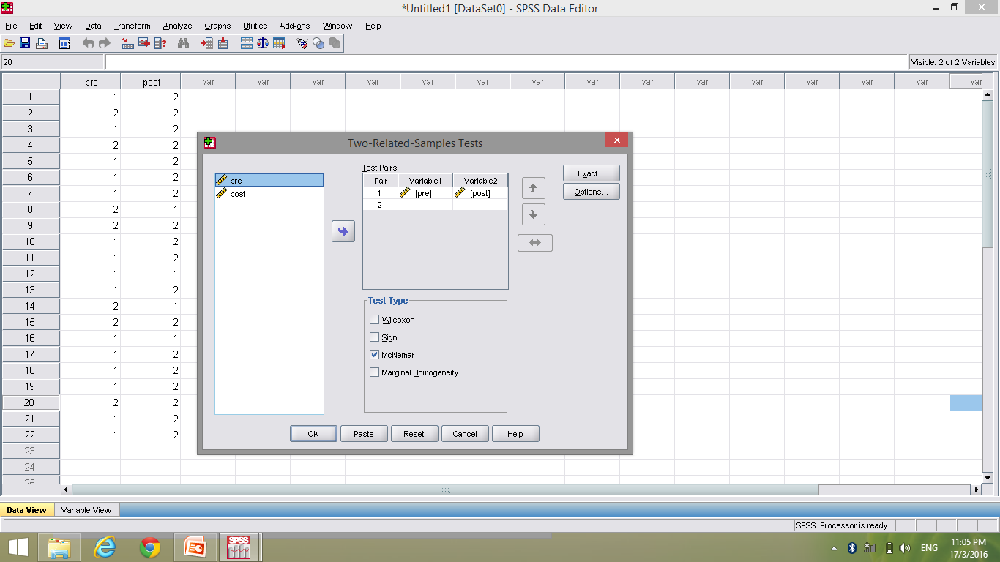 *Untitled1 [DataSet0] - SPSS Data Editor
File Edit View Data Transform Analyze Graphs Utilities Add-ons Window Help
20 :
Visible: 2 of 2 Variables
pre post var var var var var var var var var var var var var var var
1 1 2
2 2 2
3 1 2
4 2 2
5 1 2
6 1 2
7 1 2
8 2 1
9 2 2
10 1 2
11 1 2
12 1 1
13 1 2
14 2 1
15 2 2
16 1 1
17 1 2
18 1 2
19 1 2
20 2 2
21 1 2
22 1 2
23
24
25
Two-Related-Samples Tests
pre
post
Test Pairs:
Pair Variable1 Variable2
1 [pre] [post]
2
Exact...
Options...
Test Type
Wilcoxon
Sign
McNemar
Marginal Homogeneity
OK Paste Reset Cancel Help
Data View Variable View
SPSS Processor is ready
SPSS
ENG
11:05 PM
17/3/2016